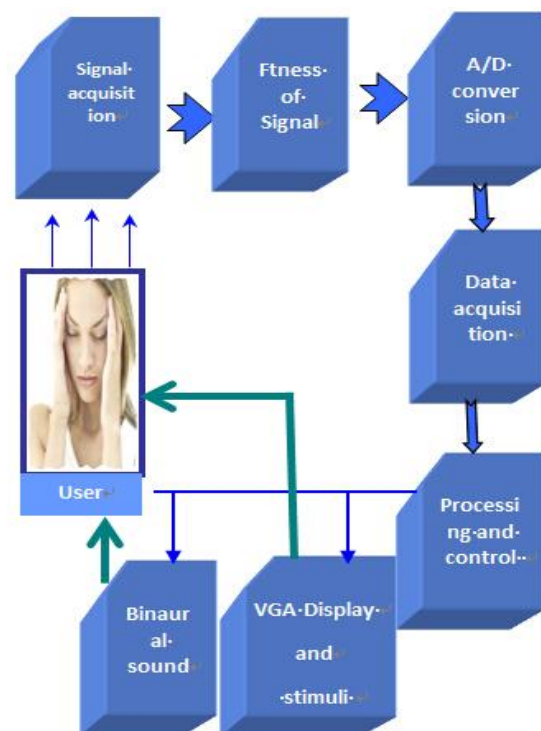 Signal·
acquisit
ion↵
Ftness·
of·
Signal↵
A/D·
conver
sion↵
Data·
acquisi
tion·↵
User↵
Processi
ng·and·
control··↵
Binaur
al·
sound↵
VGA·Display·↵
and↵
·stimuli·↵